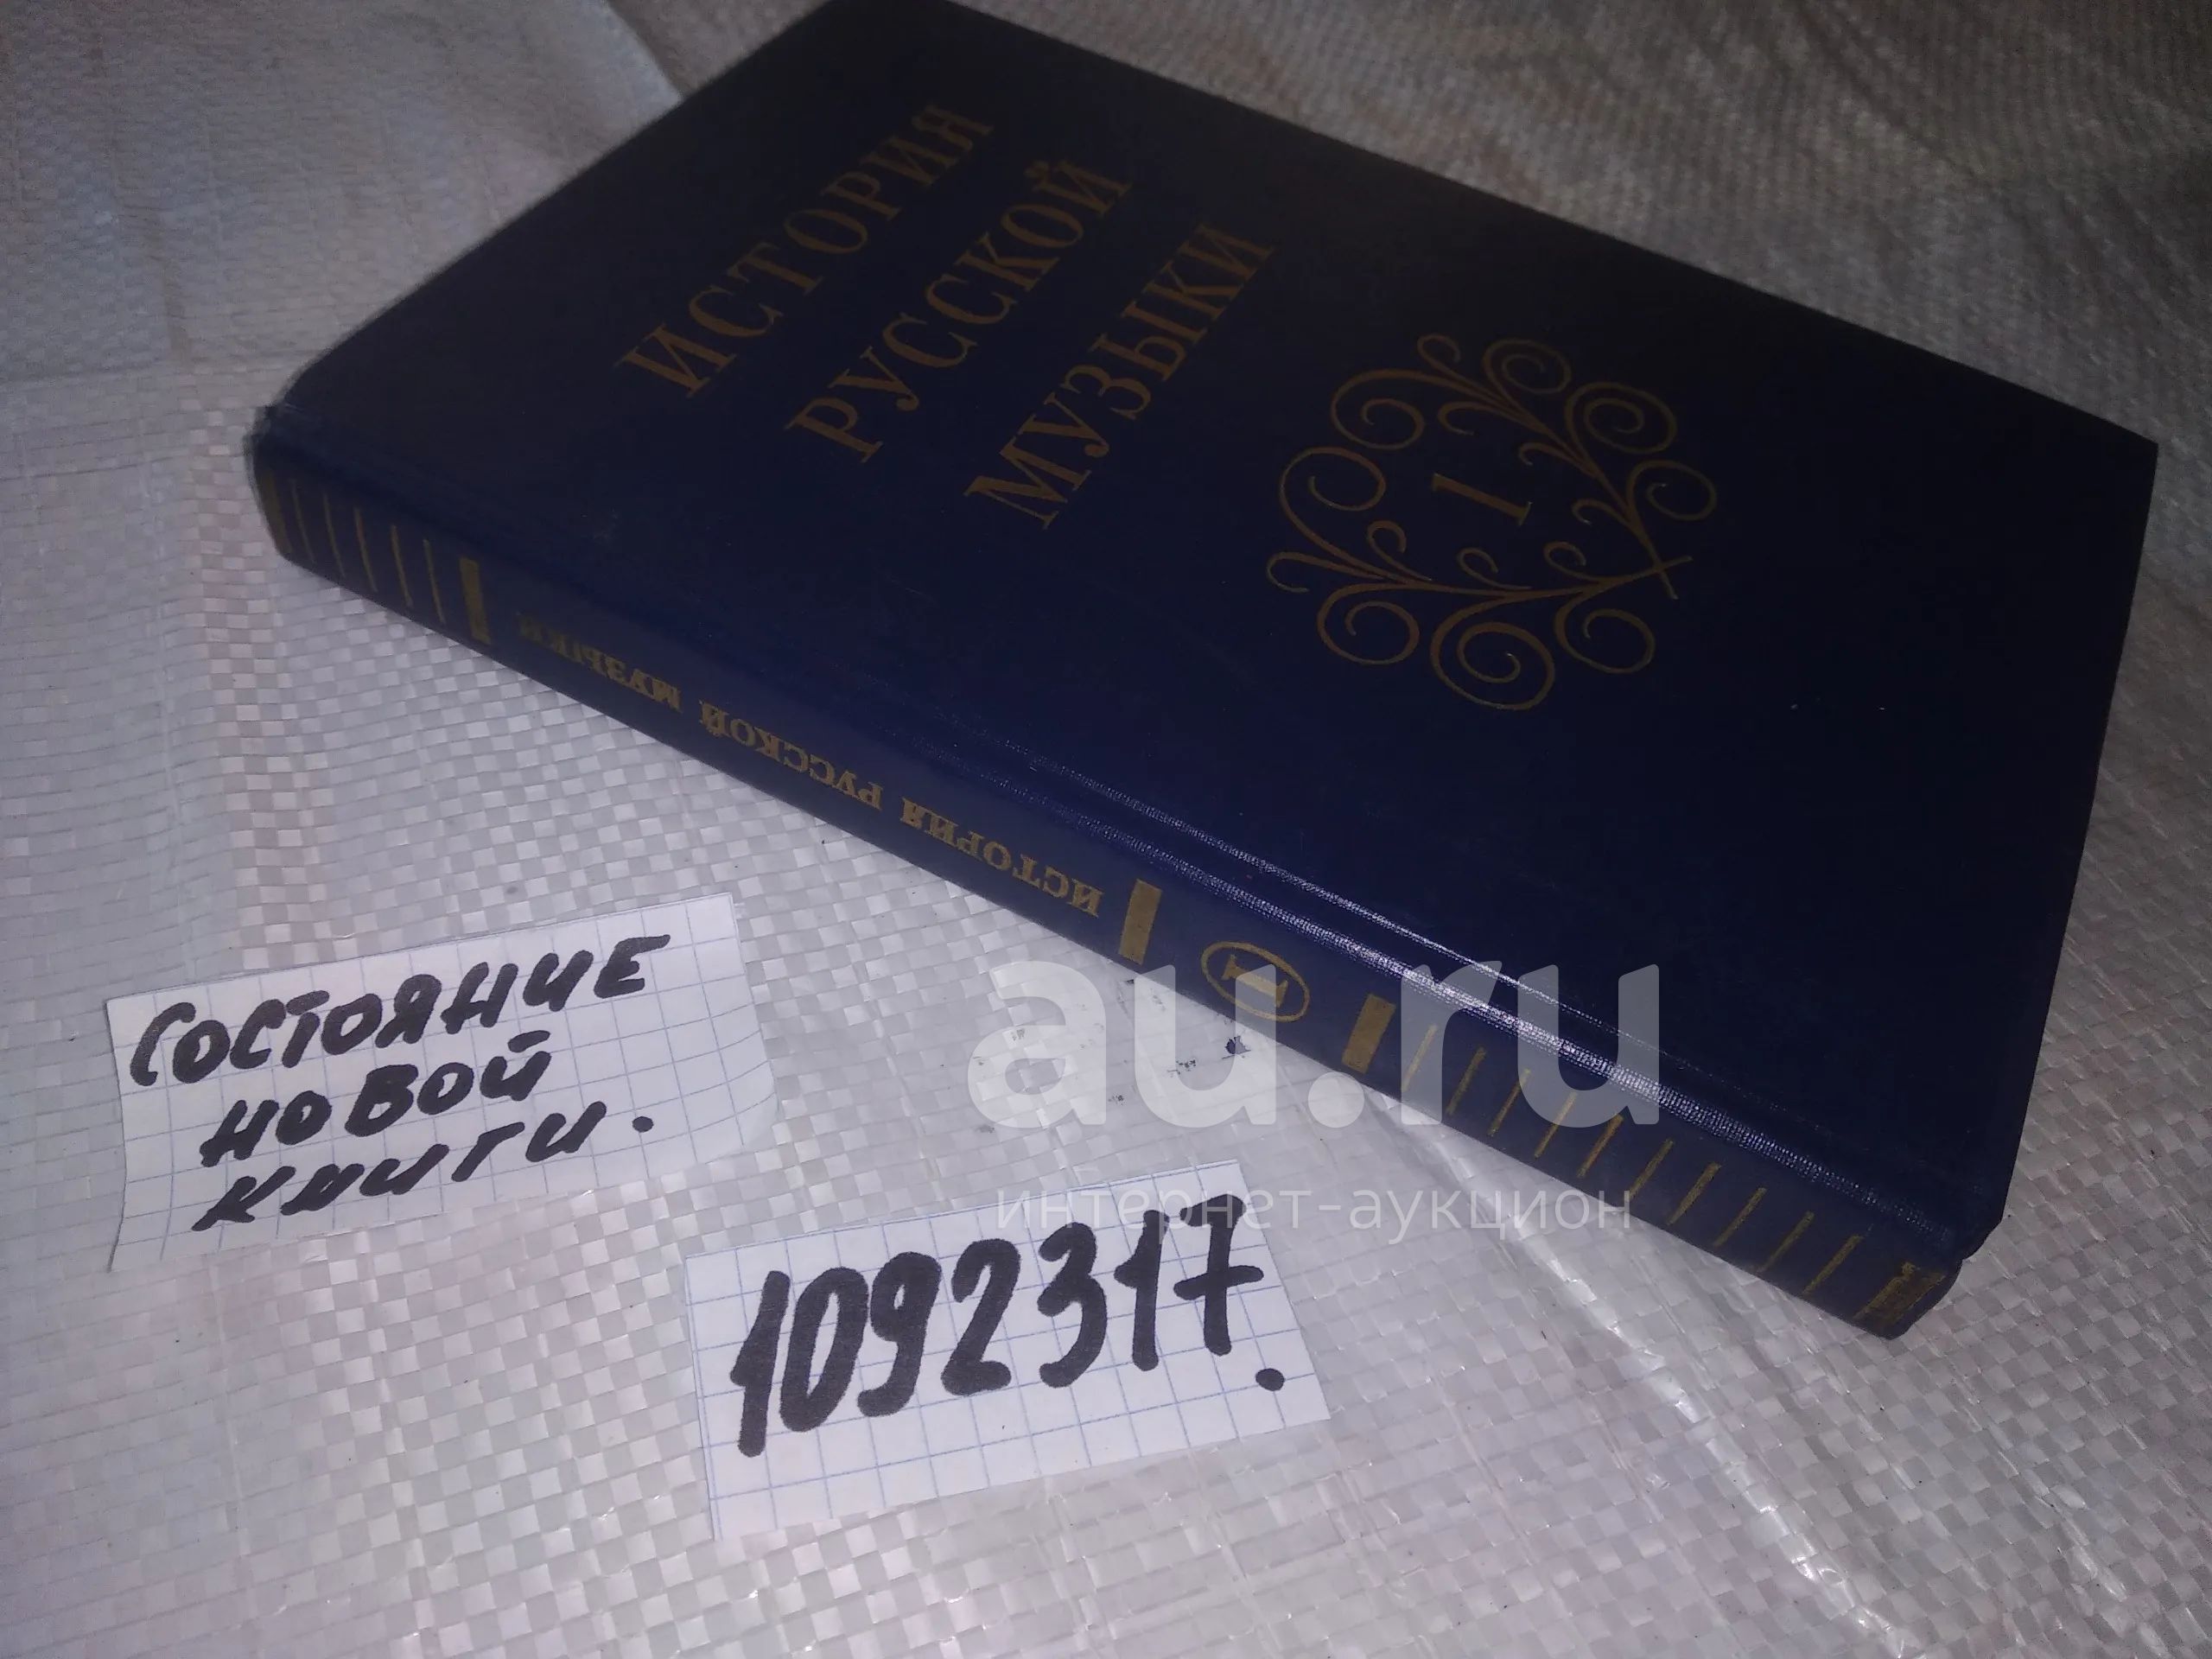 ИСТОРИЯ
РУССКОЙ
МУЗЫКИ
I
ИСТОРИЯ РУССКОЙ МУЗЫКИ
I
au.ru
интернет-аукцион
СОСТОЯНИЕ
НОВОЙ
КНИГИ.
1092317.